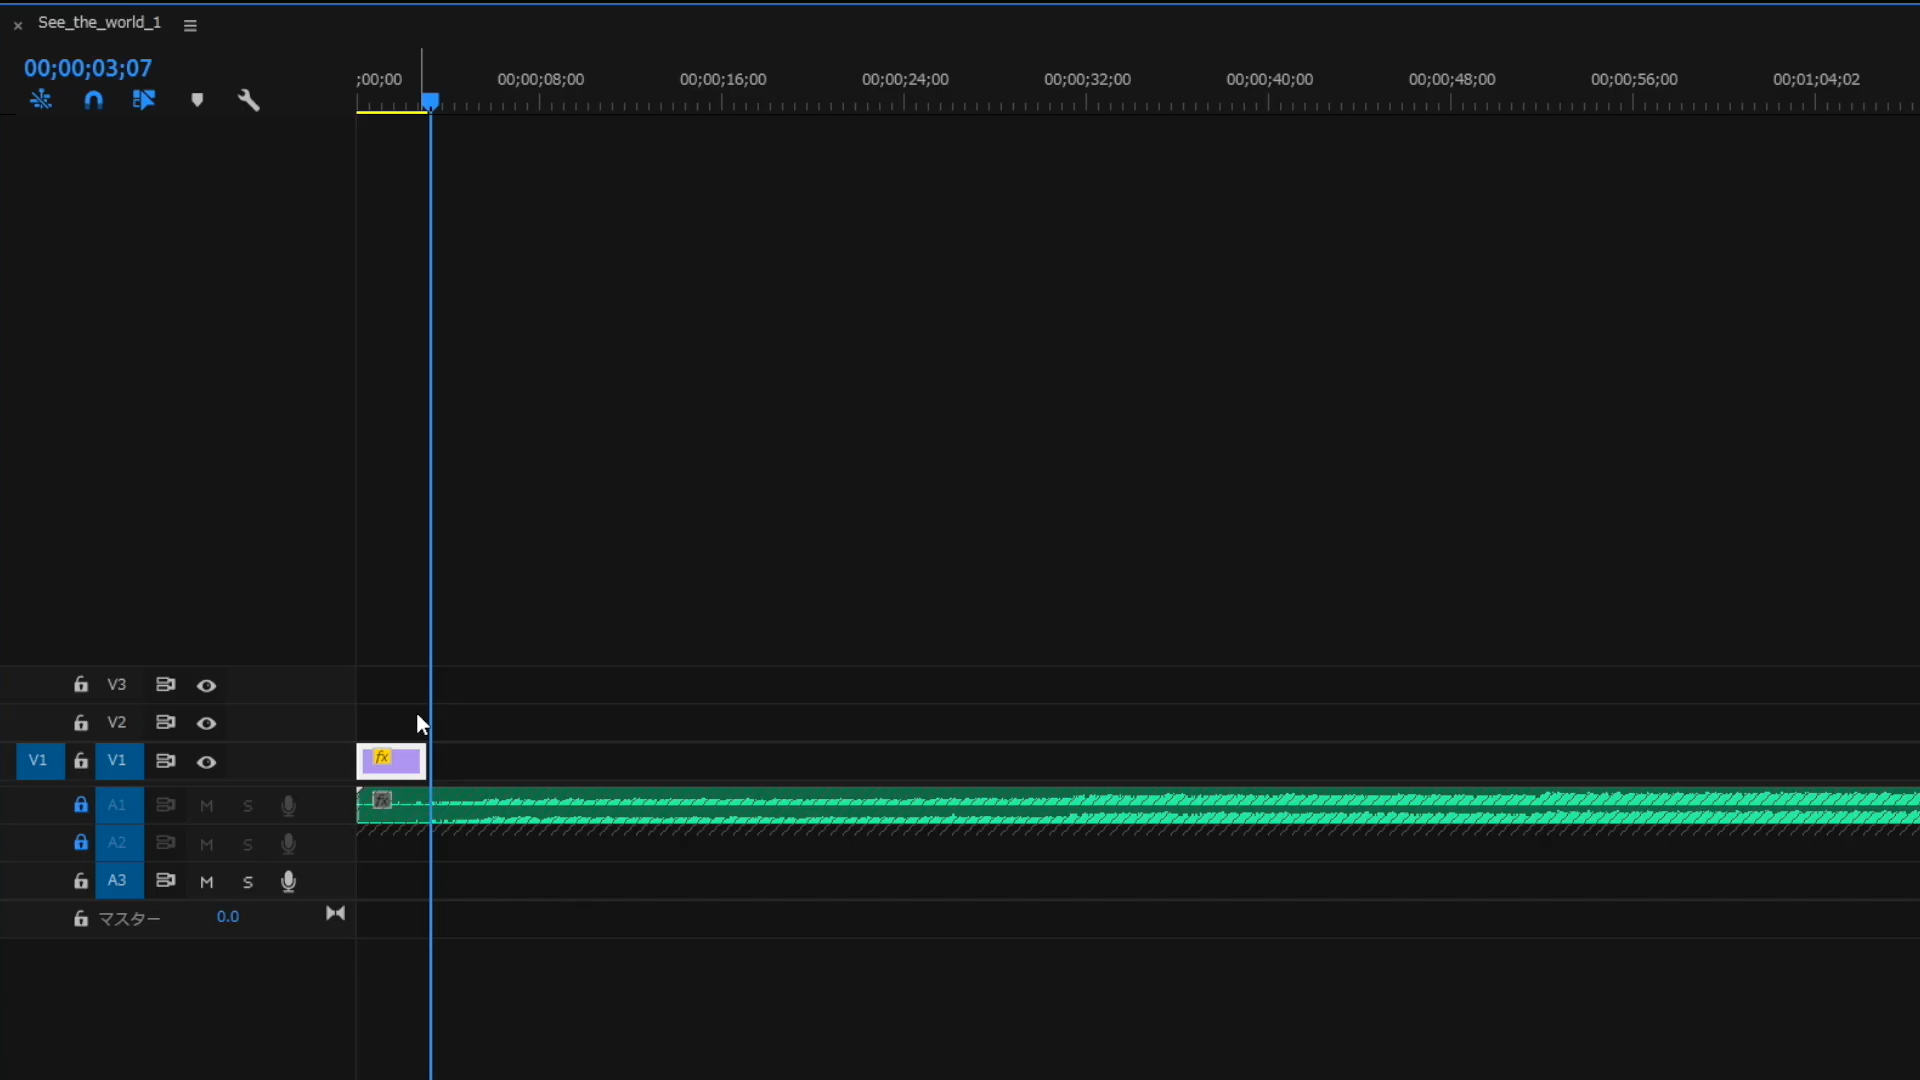 See_the_world_1
00;00;03;07
;00;00 00;00;08;00 00;00;16;00 00;00;24;00 00;00;32;00 00;00;40;00 00;00;48;00 00;00;56;00 00;01;04;02
V3
V2
V1 V1 fx
A1 M S fx
A2 M S
A3 M S
マスター 0.0